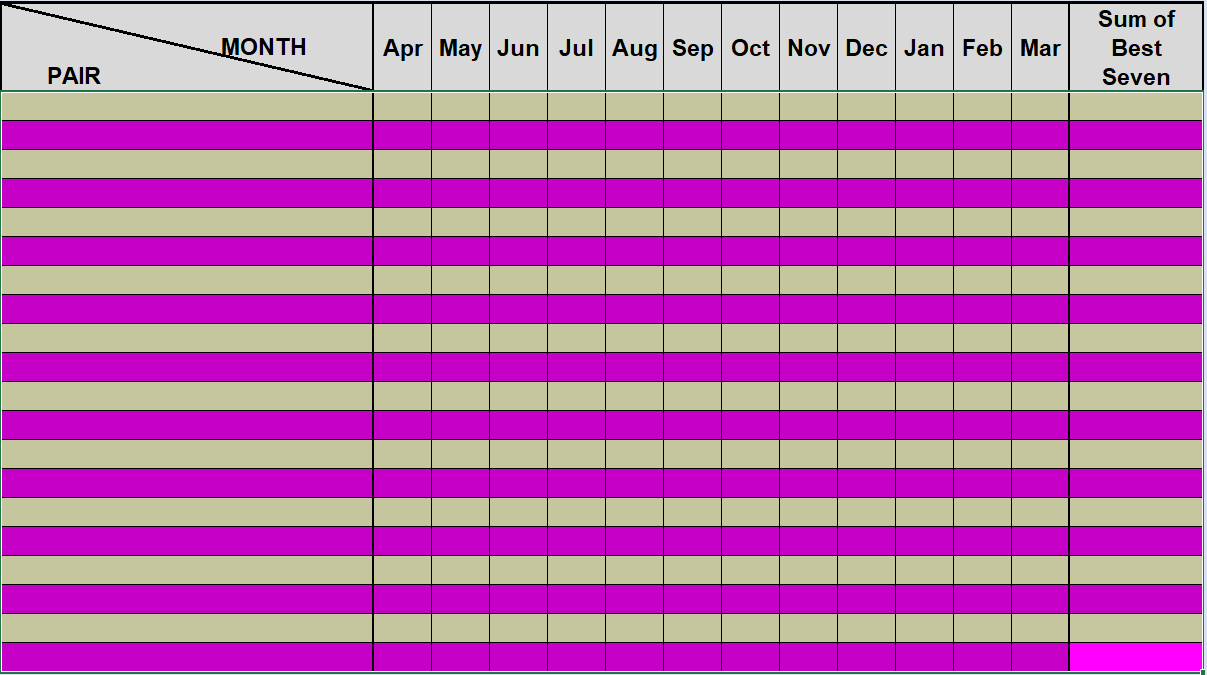 MONTH
PAIR
Apr May Jun Jul Aug Sep Oct Nov Dec Jan Feb Mar
Sum of
Best
Seven